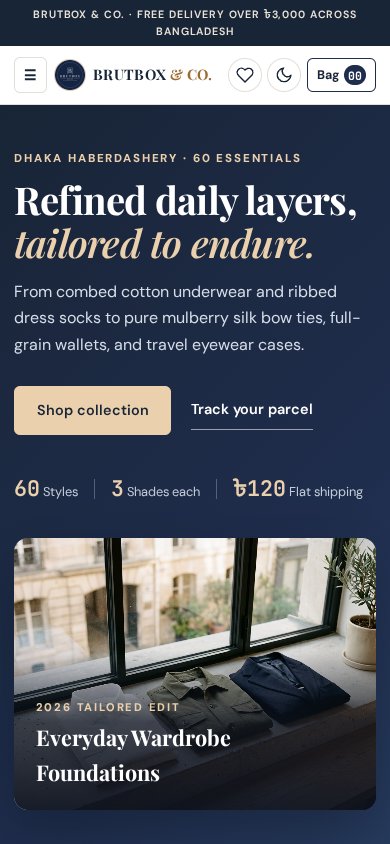 BRUTBOX & CO. · FREE DELIVERY OVER ৳3,000 ACROSS
BANGLADESH
☰
BRUTBOX & CO.
Bag 00
DHAKA HABERDASHERY · 60 ESSENTIALS
Refined daily layers,
tailored to endure.
From combed cotton underwear and ribbed
dress socks to pure mulberry silk bow ties, full-
grain wallets, and travel eyewear cases.
Shop collection
Track your parcel
60 Styles
3 Shades each
৳120 Flat shipping
2026 TAILORED EDIT
Everyday Wardrobe
Foundations